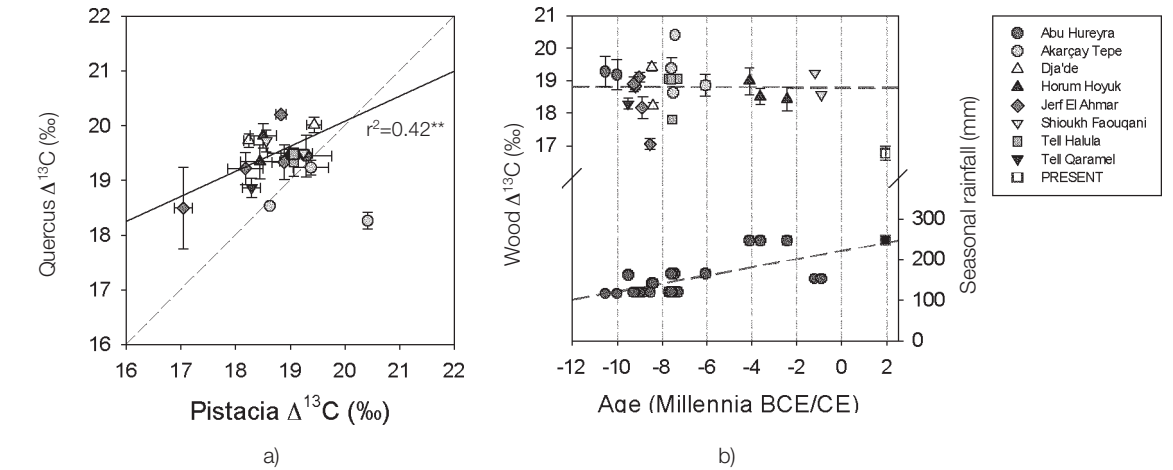 22
21
20
19
18
17
16
Quercus Δ¹³C (‰)
r²=0.42**
16 17 18 19 20 21 22
Pistacia Δ¹³C (‰)
a)
21
20
19
18
17
Wood Δ¹³C (‰)
300
200
100
0
Seasonal rainfall (mm)
-12 -10 -8 -6 -4 -2 0 2
Age (Millennia BCE/CE)
b)
Abu Hureyra
Akarçay Tepe
Dja'de
Horum Hoyuk
Jerf El Ahmar
Shioukh Faouqani
Tell Halula
Tell Qaramel
PRESENT